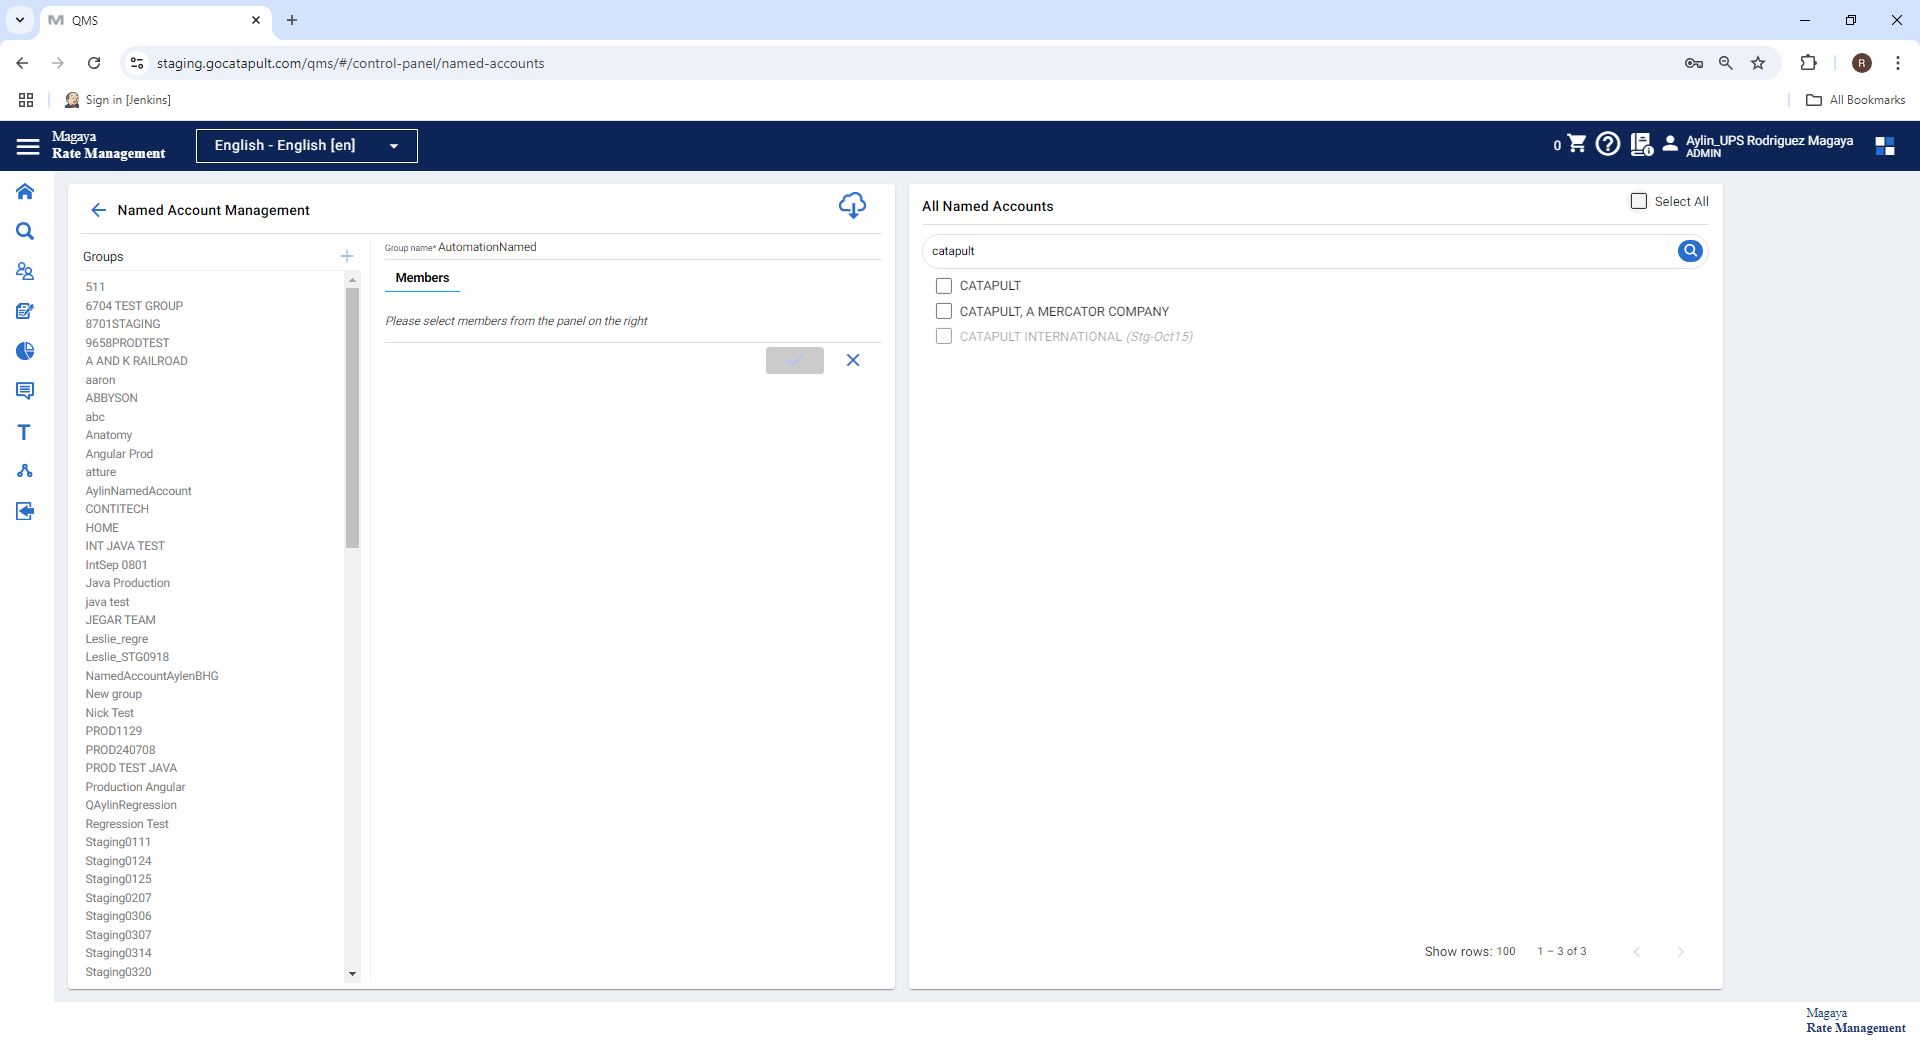 QMS
staging.gocatapult.com/qms/#/control-panel/named-accounts
R
Sign in [Jenkins]
All Bookmarks
Magaya
Rate Management
English - English [en]
0
Aylin_UPS Rodriguez Magaya
ADMIN
Named Account Management
Groups
511
6704 TEST GROUP
8701STAGING
9658PRODTEST
A AND K RAILROAD
aaron
ABBYSON
abc
Anatomy
Angular Prod
atture
AylinNamedAccount
CONTITECH
HOME
INT JAVA TEST
IntSep 0801
Java Production
java test
JEGAR TEAM
Leslie_regre
Leslie_STG0918
NamedAccountAylenBHG
New group
Nick Test
PROD1129
PROD240708
PROD TEST JAVA
Production Angular
QAylinRegression
Regression Test
Staging0111
Staging0124
Staging0125
Staging0207
Staging0306
Staging0307
Staging0314
Staging0320
Group name* AutomationNamed
Members
Please select members from the panel on the right
All Named Accounts
Select All
catapult
CATAPULT
CATAPULT, A MERCATOR COMPANY
CATAPULT INTERNATIONAL (Stg-Oct15)
Show rows: 100 1 – 3 of 3
Magaya
Rate Management